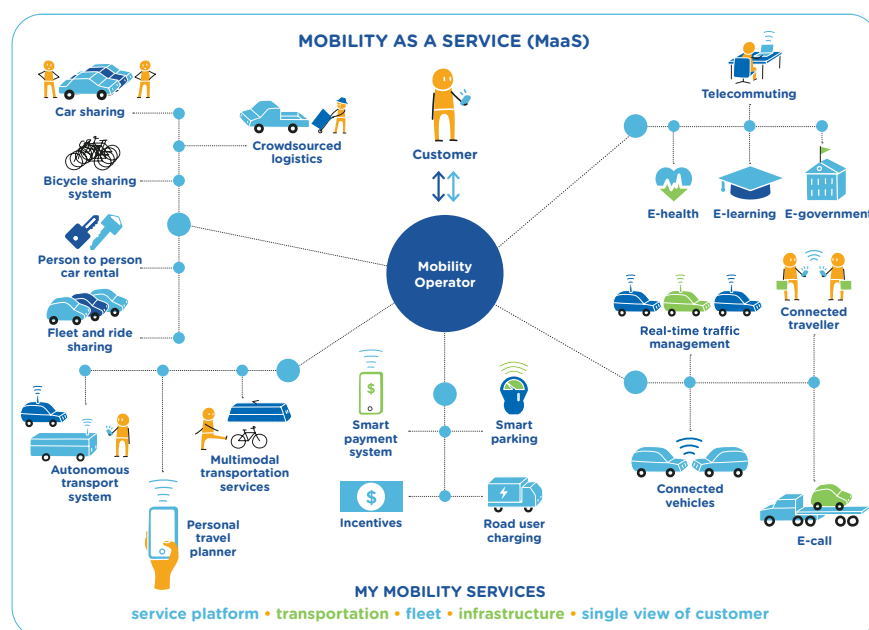 MOBILITY AS A SERVICE (MaaS)
Car sharing
Bicycle sharing
system
Person to person
car rental
Fleet and ride
sharing
Crowdsourced
logistics
Customer
Mobility
Operator
Telecommuting
E-health
E-learning
E-government
Real-time traffic
management
Connected
traveller
Connected
vehicles
E-call
Autonomous
transport
system
Multimodal
transportation
services
Personal
travel
planner
$
Smart
payment
system
Smart
parking
$
Incentives
Road user
charging
MY MOBILITY SERVICES
service platform • transportation • fleet • infrastructure • single view of customer